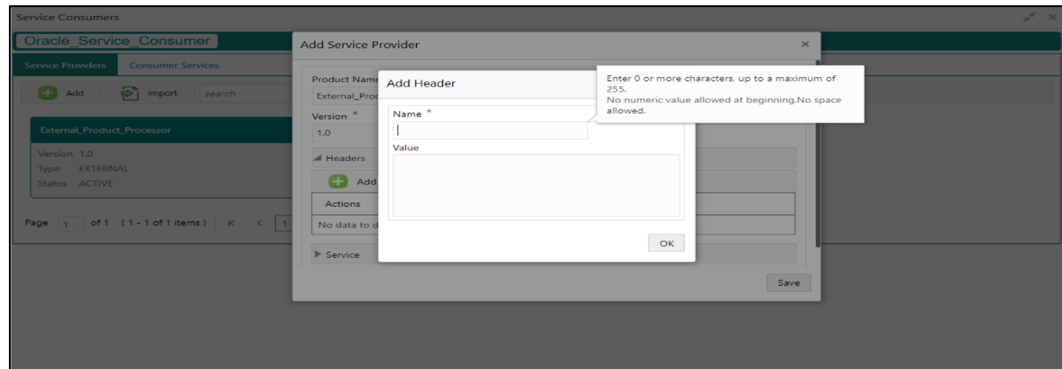 Service Consumers
Oracle_Service_Consumer
Service Providers Consumer Services
Add Import search
External_Product_Processor
Version 1.0
Type EXTERNAL
Status ACTIVE
Page 1 of 1 (1 - 1 of 1 items) K < 1
Add Service Provider ×
Product Name
External_Proc
Version *
1.0
Headers
Add
Actions
No data to d
Service
Save
Add Header
Name *
Value
OK
Enter 0 or more characters, up to a maximum of
255.
No numeric value allowed at beginning.No space
allowed.